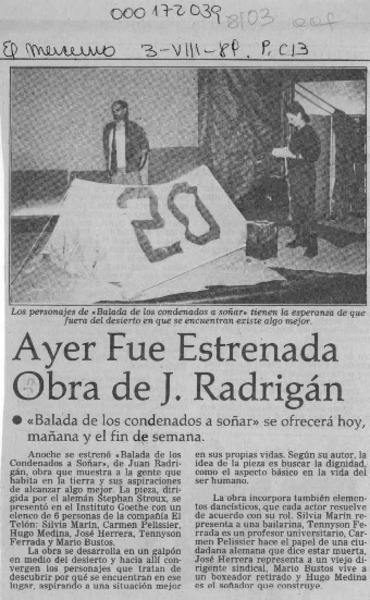 000172039
8103
El Mercurio 3-VIII-89. P. C13
20
Los personajes de «Balada de los condenados a soñar» tienen la esperanza de que
fuera del desierto en que se encuentran existe algo mejor.
Ayer Fue Estrenada
Obra de J. Radrigán
● «Balada de los condenados a soñar» se ofrecerá hoy,
mañana y el fin de semana.
Anoche se estrenó «Balada de los
Condenados a Soñar», de Juan Radri-
gán, obra que muestra a la gente que
habita en la tierra y sus aspiraciones
de alcanzar algo mejor. La pieza, diri-
gida por el alemán Stephan Stroux, se
presentó en el Instituto Goethe con un
elenco de 6 personas de la compañía El
Telón: Silvia Marín, Carmen Pelissier,
Hugo Medina, José Herrera, Tennyson
Ferrada y Mario Bustos.
La obra se desarrolla en un galpón
en medio del desierto y hacia allí con-
vergen los personajes que tratan de
descubrir por qué se encuentran en ese
lugar, aspirando a una situación mejor
en sus propias vidas. Según su autor, la
idea de la pieza es buscar la dignidad,
como el aspecto básico en la vida del
ser humano.
La obra incorpora también elemen-
tos dancísticos, que cada actor resuelve
de acuerdo con su rol. Silvia Marín re-
presenta a una bailarina, Tennyson Fe-
rrada es un profesor universitario, Car-
men Pelissier hace el papel de una ciu-
dadana alemana que dice estar muerta,
José Herrera representa a un viejo di-
rigente sindical, Mario Bustos vive a
un boxeador retirado y Hugo Medina
es el soñador que construye.